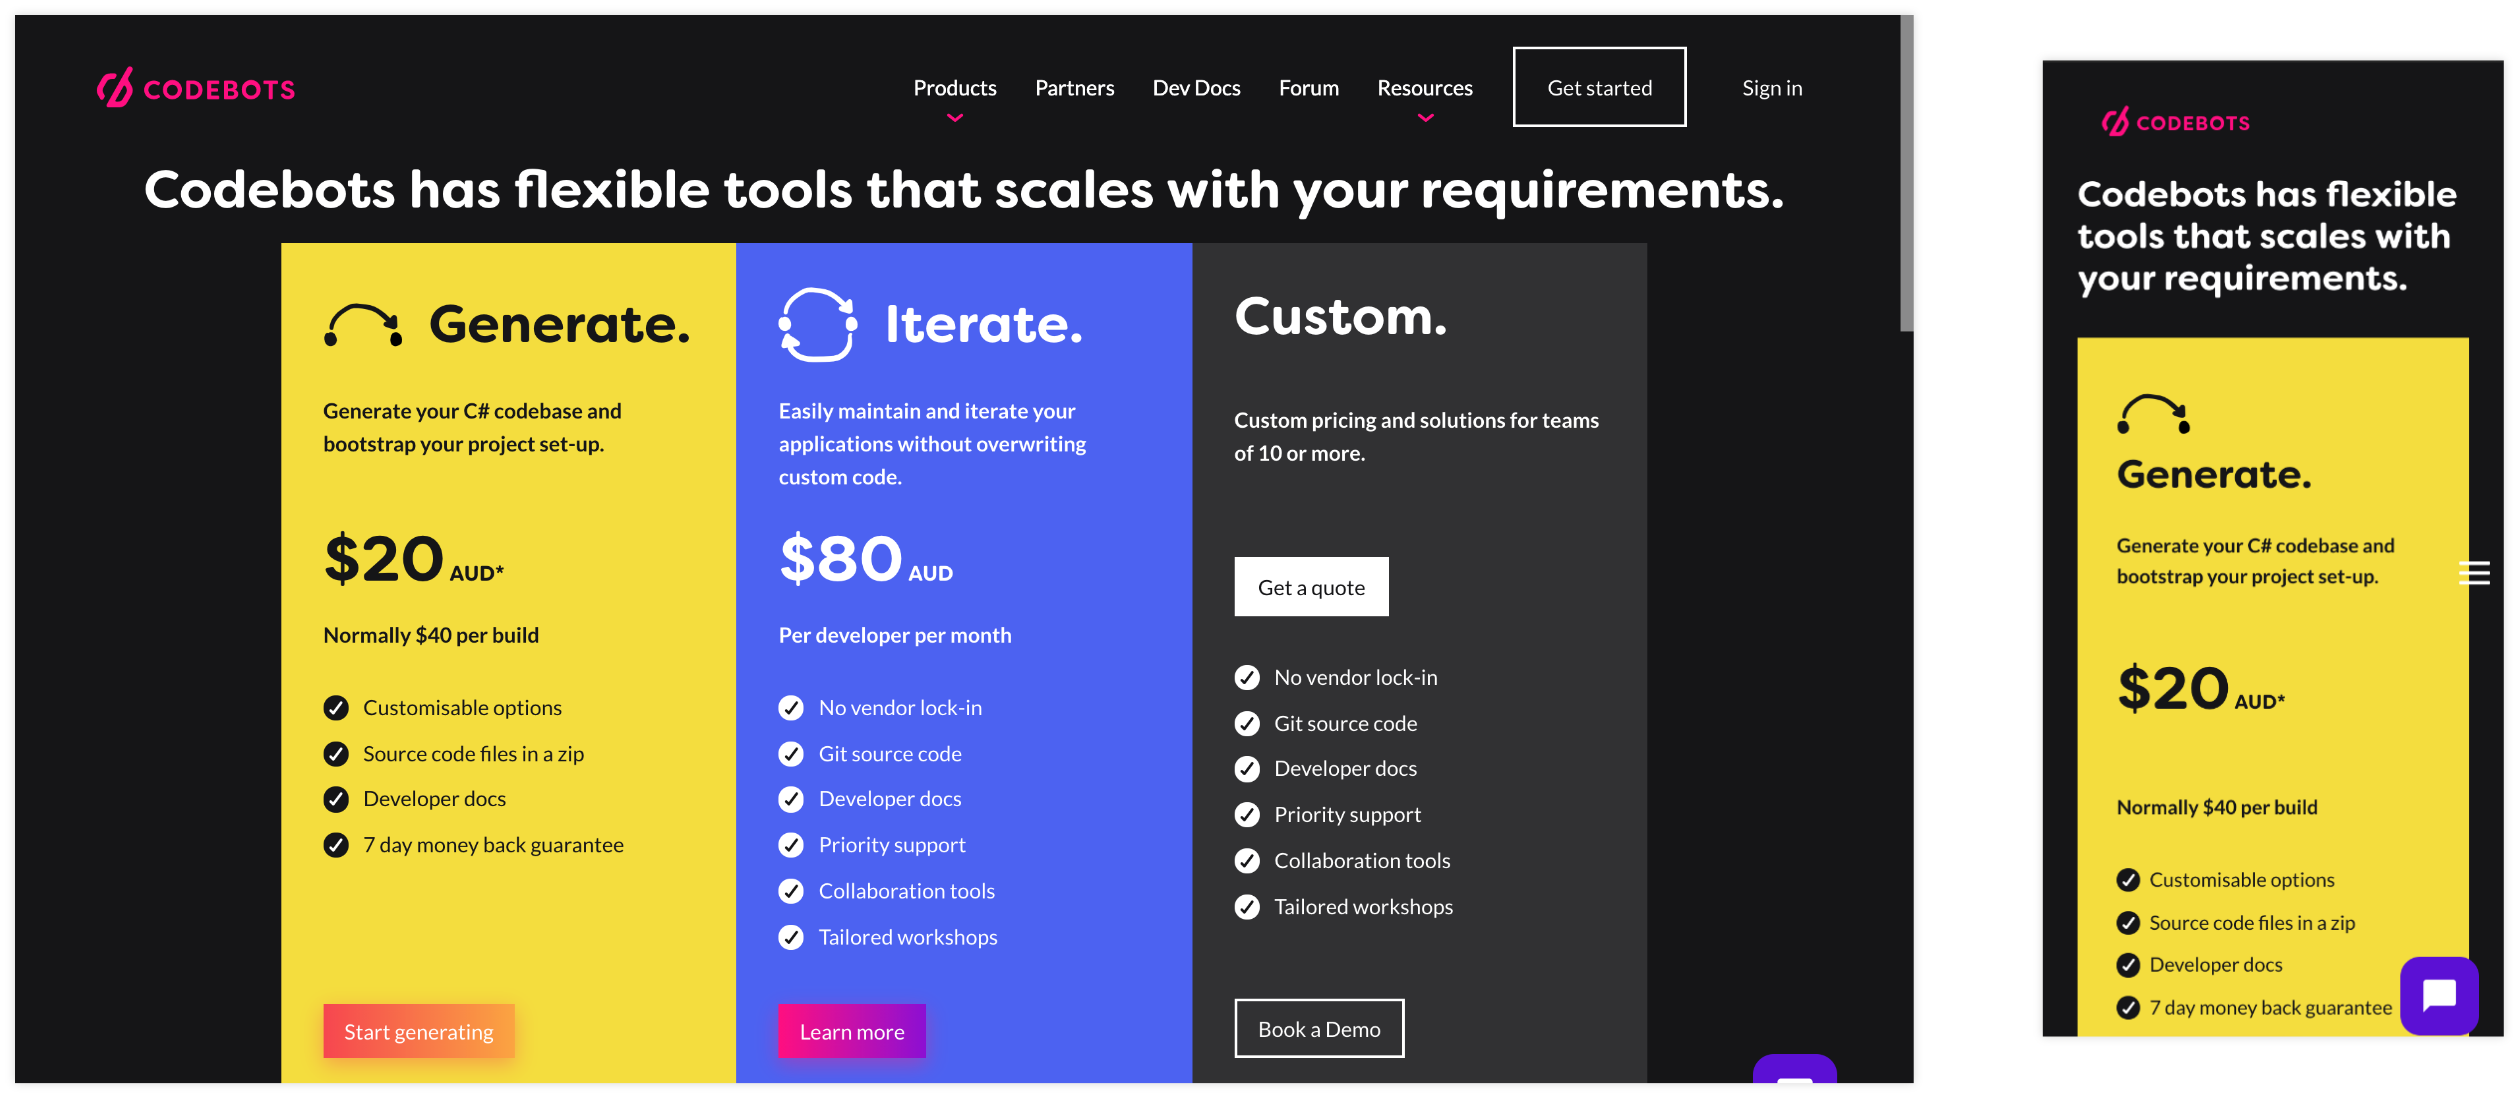 CODEBOTS
Products
Partners
Dev Docs
Forum
Resources
Get started
Sign in
Codebots has flexible tools that scales with your requirements.
Generate.
Generate your C# codebase and
bootstrap your project set-up.
$20 AUD*
Normally $40 per build
Customisable options
Source code files in a zip
Developer docs
7 day money back guarantee
Start generating
Iterate.
Easily maintain and iterate your
applications without overwriting
custom code.
$80 AUD
Per developer per month
No vendor lock-in
Git source code
Developer docs
Priority support
Collaboration tools
Tailored workshops
Learn more
Custom.
Custom pricing and solutions for teams
of 10 or more.
Get a quote
No vendor lock-in
Git source code
Developer docs
Priority support
Collaboration tools
Tailored workshops
Book a Demo
CODEBOTS
Codebots has flexible
tools that scales with
your requirements.
Generate.
Generate your C# codebase and
bootstrap your project set-up.
$20 AUD*
Normally $40 per build
Customisable options
Source code files in a zip
Developer docs
7 day money back guarantee